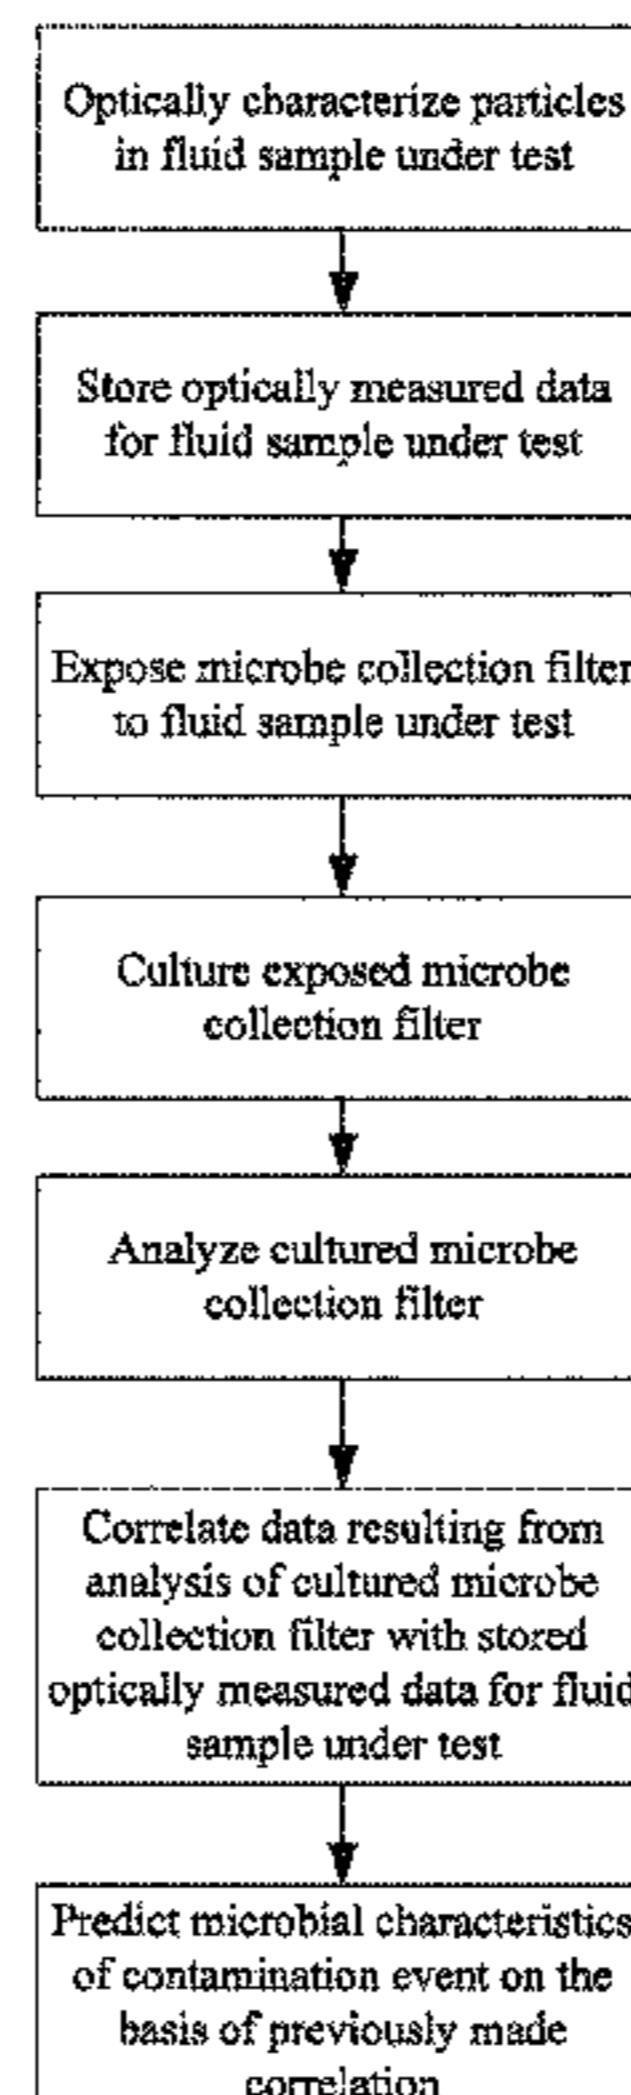 Optically characterize particles
in fluid sample under test
Store optically measured data
for fluid sample under test
Expose microbe collection filter
to fluid sample under test
Culture exposed microbe
collection filter
Analyze cultured microbe
collection filter
Correlate data resulting from
analysis of cultured microbe
collection filter with stored
optically measured data for fluid
sample under test
Predict microbial characteristics
of contamination event on the
basis of previously made
correlation